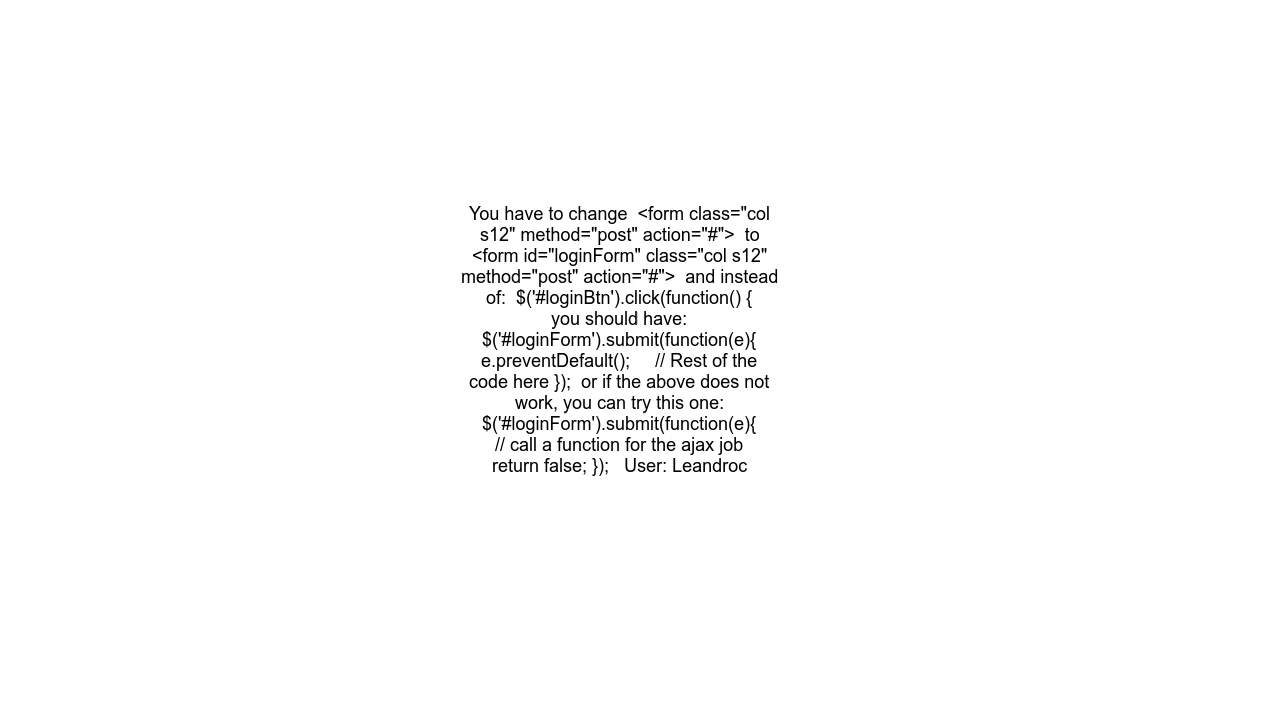 You have to change  <form class="col
s12" method="post" action="#">  to
<form id="loginForm" class="col s12"
method="post" action="#">  and instead
of:  $('#loginBtn').click(function() {
you should have:
$('#loginForm').submit(function(e){
e.preventDefault();     // Rest of the
code here });  or if the above does not
work, you can try this one:
$('#loginForm').submit(function(e){
// call a function for the ajax job
return false; });   User: Leandroc